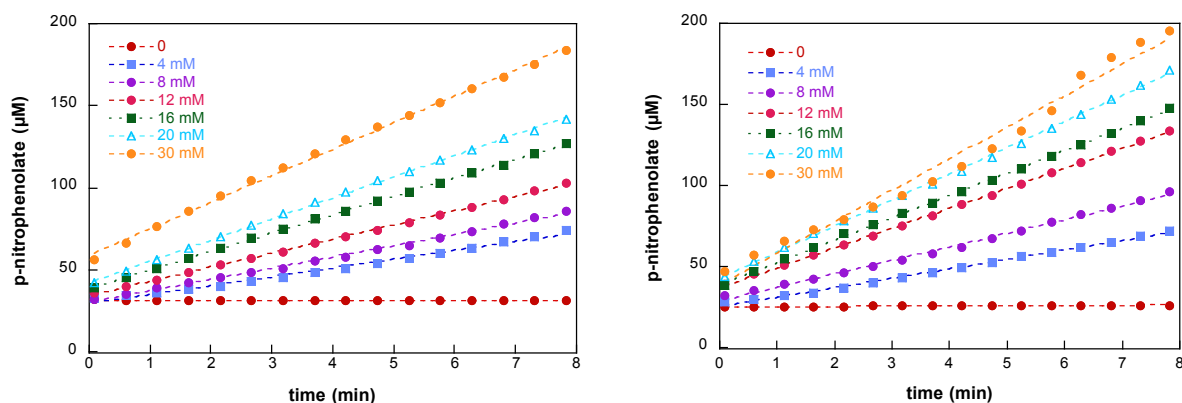 p-nitrophenolate (µM)
200
150
100
50
0
0
4 mM
8 mM
12 mM
16 mM
20 mM
30 mM
0 1 2 3 4 5 6 7 8
time (min)
p-nitrophenolate (µM)
200
150
100
50
0
0
4 mM
8 mM
12 mM
16 mM
20 mM
30 mM
0 1 2 3 4 5 6 7 8
time (min)